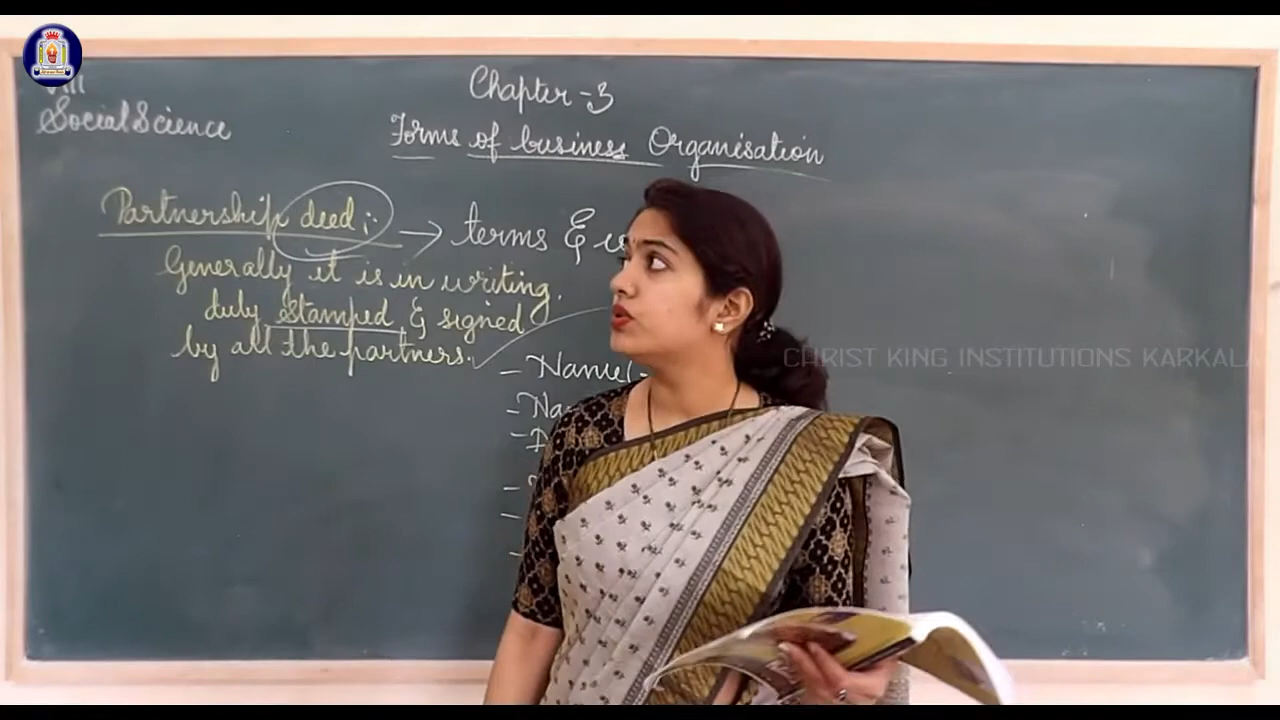 VIII
Social Science
Chapter - 3
Forms of business Organisation
Partnership deed :-
→ terms &
Generally it is in writing.
duly stamped & signed
by all the partners.
- Name
CHRIST KING INSTITUTIONS KARKALA